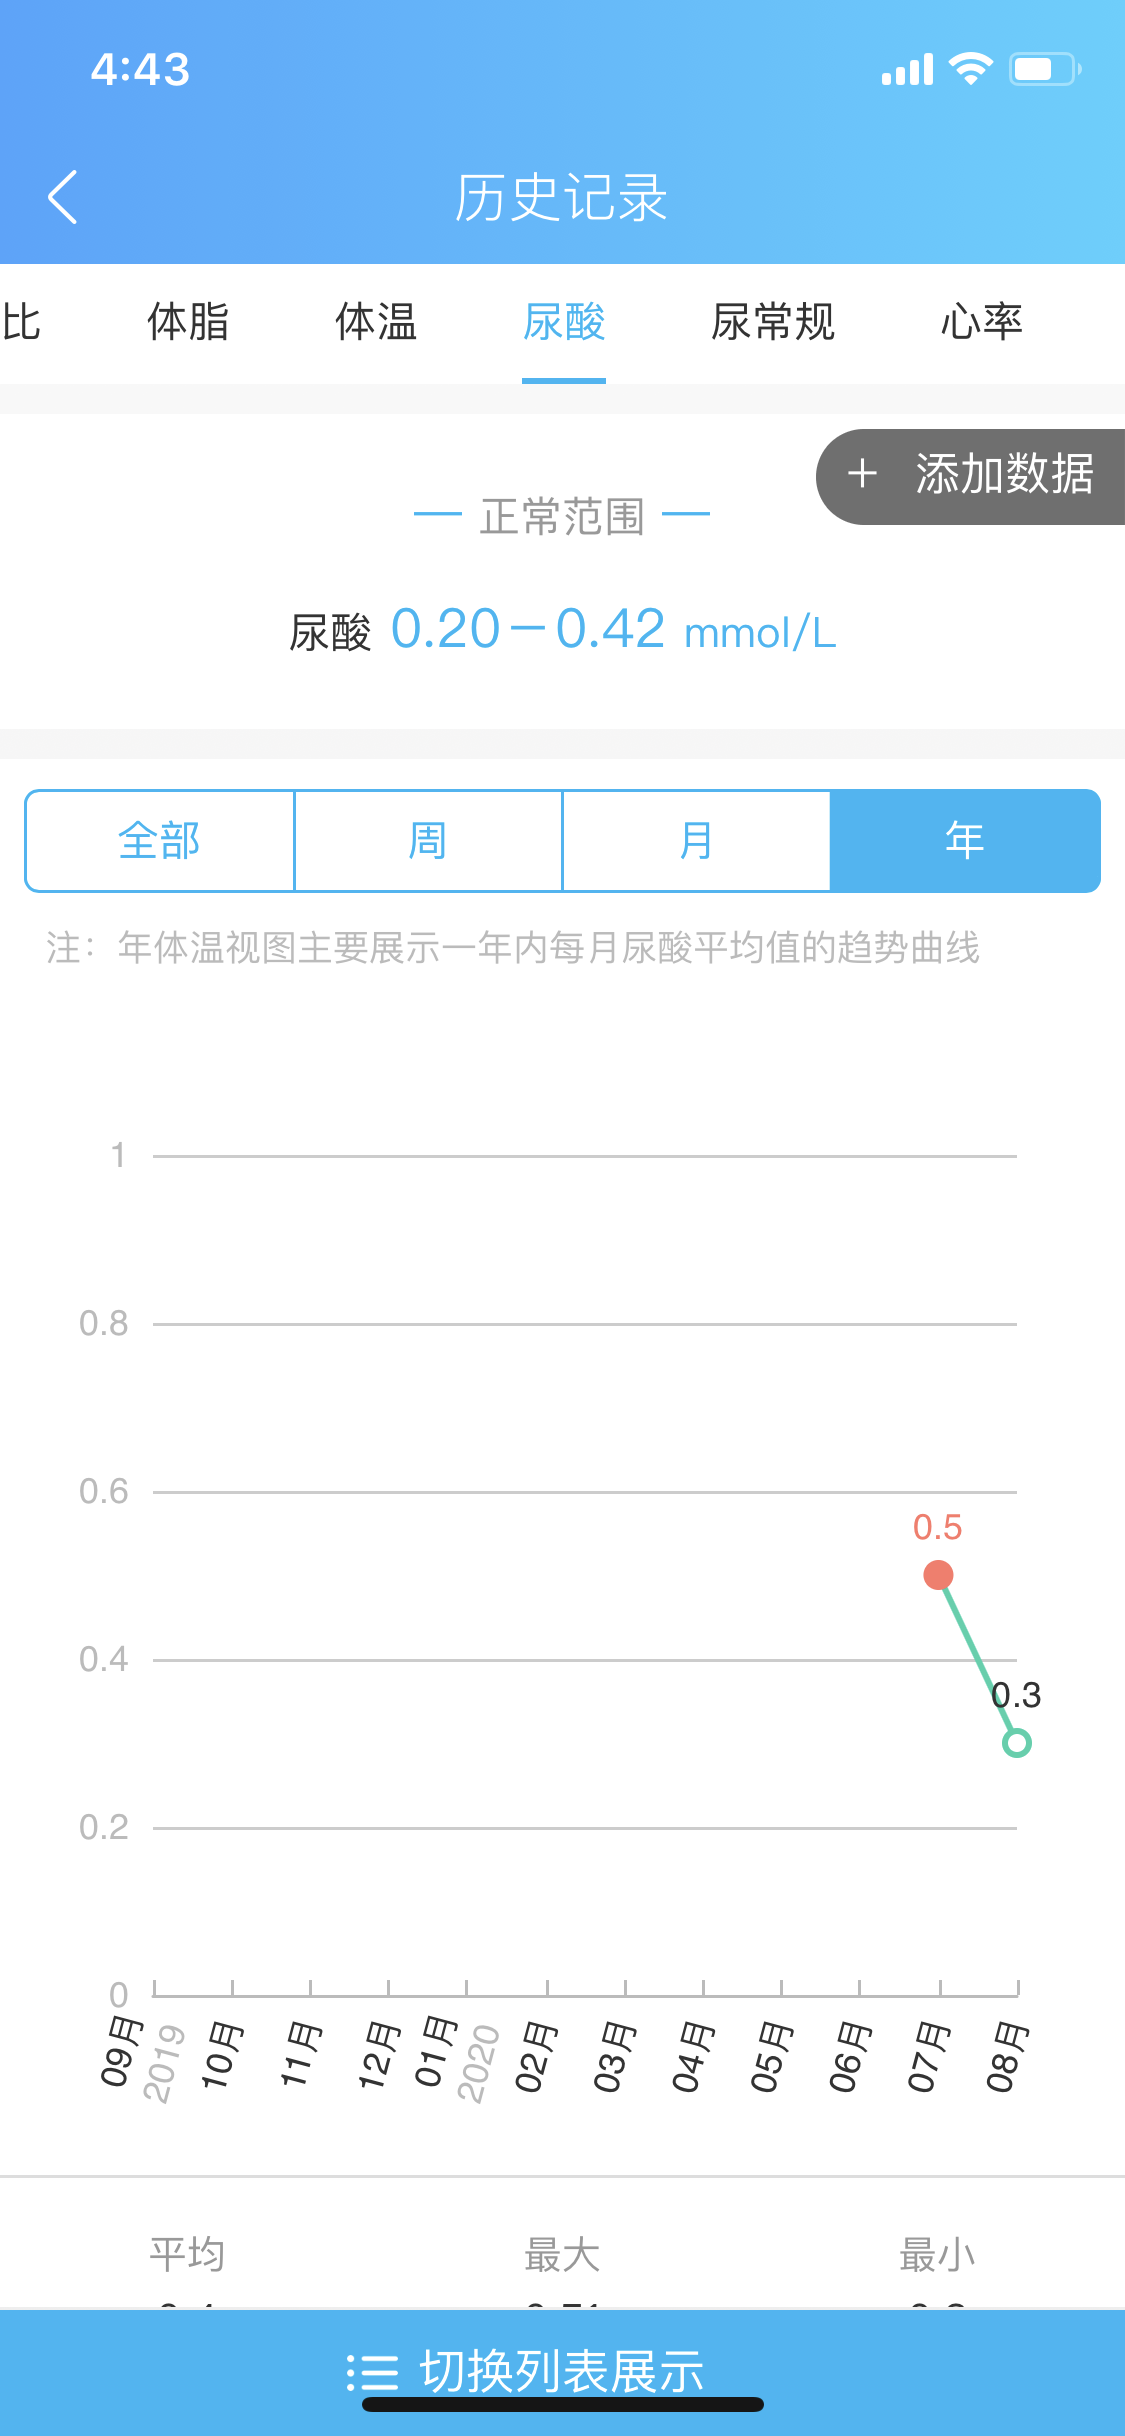 4:43
历史记录
比 体脂 体温 尿酸 尿常规 心率
+ 添加数据
正常范围
尿酸 0.20－0.42 mmol/L
全部 周 月 年
注：年体温视图主要展示一年内每月尿酸平均值的趋势曲线
1
0.8
0.6
0.5
0.4
0.3
0.2
0
09月 10月 11月 12月 01月 02月 03月 04月 05月 06月 07月 08月
2019 2020
平均 最大 最小
切换列表展示